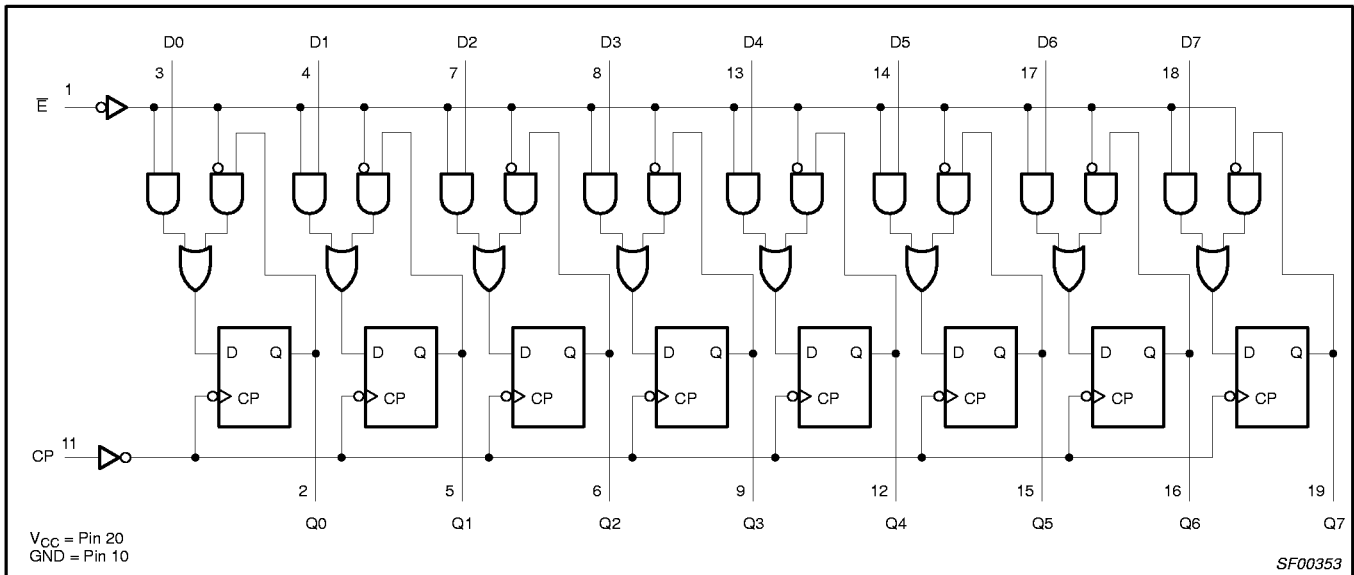 D0 D1 D2 D3 D4 D5 D6 D7
3 4 7 8 13 14 17 18
1
E̅
D Q D Q D Q D Q D Q D Q D Q D Q
CP CP CP CP CP CP CP CP
11
CP
2 5 6 9 12 15 16 19
Q0 Q1 Q2 Q3 Q4 Q5 Q6 Q7
VCC = Pin 20
GND = Pin 10
SF00353